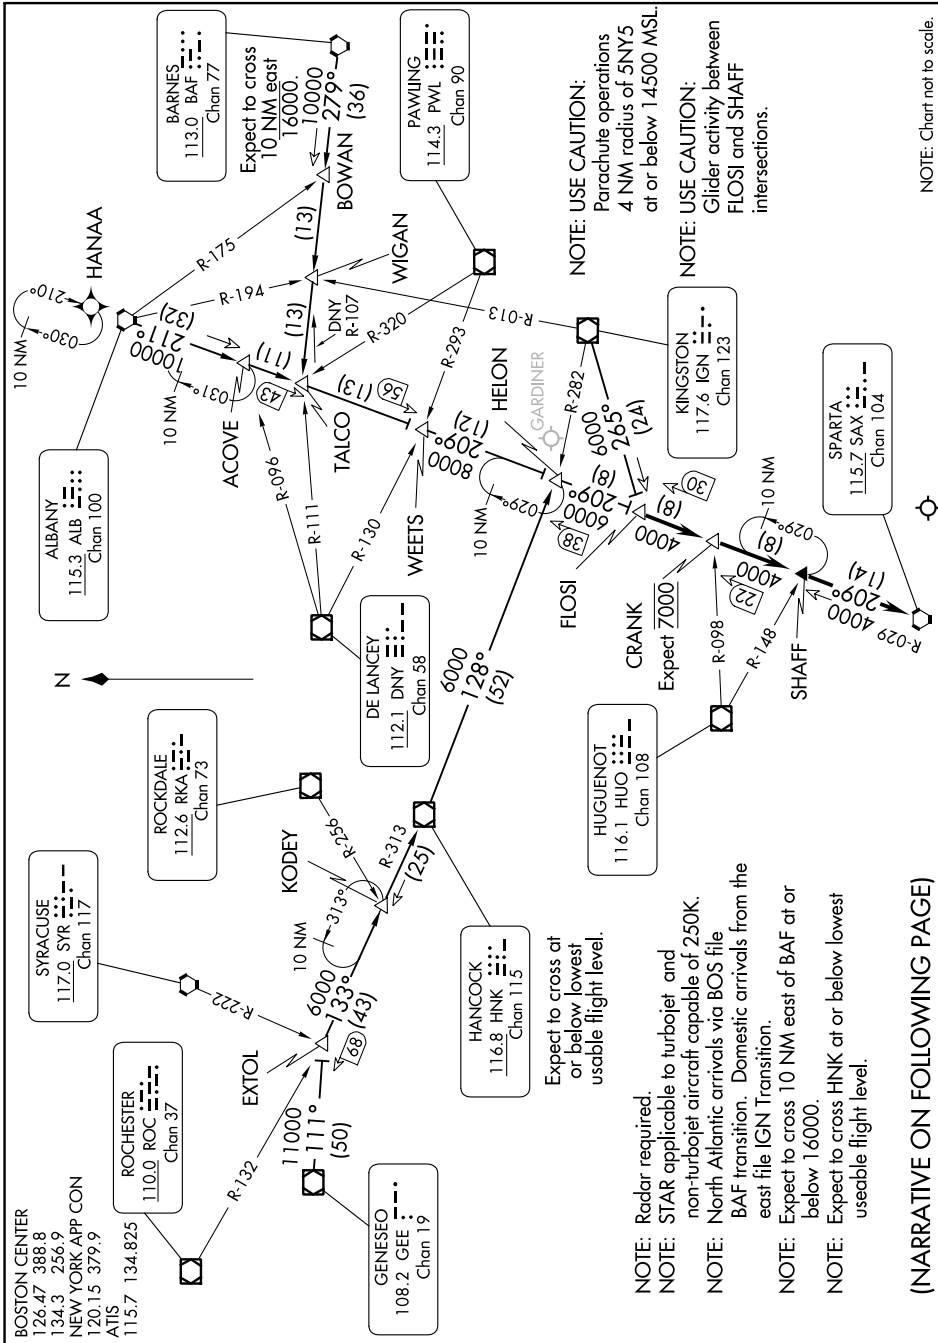 BOSTON CENTER
126.47 388.8
134.3 256.9
NEW YORK APP CON
120.15 379.9
ATIS
115.7 134.825
ROCHESTER
110.0 ROC
Chan 37
SYRACUSE
117.0 SYR
Chan 117
ROCKDALE
112.6 RKA
Chan 73
N
ALBANY
115.3 ALB
Chan 100
10 NM
030°
210°
HANAA
BARNES
113.0 BAF
Chan 77
Expect to cross
10 NM east
16000.
10000
279°
(36)
BOWAN
(13)
WIGAN
(13)
DNY
R-107
R-175
R-194
10000
211°
(32)
10 NM
031°
ACOVE
(11)
43
TALCO
R-096
R-111
R-130
R-320
R-293
R-013
PAWLING
114.3 PWL
Chan 90
(13)
56
WEETS
8000
209°
(12)
HELON
GARDINER
R-282
10 NM
029°
38
6000
209°
(8)
FLOSI
6000
265°
(24)
KINGSTON
117.6 IGN
Chan 123
30
4000
(8)
CRANK
Expect 7000
22
4000
(8)
10 NM
029°
SHAFF
R-098
R-148
4000
209°
(14)
R-029
SPARTA
115.7 SAX
Chan 104
HUGUENOT
116.1 HUO
Chan 108
DE LANCEY
112.1 DNY
Chan 58
6000
128°
(52)
R-256
KODEY
R-313
(25)
10 NM
313°
6000
133°
(43)
68
R-222
EXTOL
R-132
11000
111°
(50)
GENESEO
108.2 GEE
Chan 19
HANCOCK
116.8 HNK
Chan 115
Expect to cross at
or below lowest
usable flight level.
NOTE: USE CAUTION:
Parachute operations
4 NM radius of 5NY5
at or below 14500 MSL.
NOTE: USE CAUTION:
Glider activity between
FLOSI and SHAFF
intersections.
NOTE: Radar required.
NOTE: STAR applicable to turbojet and
non-turbojet aircraft capable of 250K.
NOTE: North Atlantic arrivals via BOS file
BAF transition. Domestic arrivals from the
east file IGN Transition.
NOTE: Expect to cross 10 NM east of BAF at or
below 16000.
NOTE: Expect to cross HNK at or below lowest
useable flight level.
(NARRATIVE ON FOLLOWING PAGE)
NOTE: Chart not to scale.